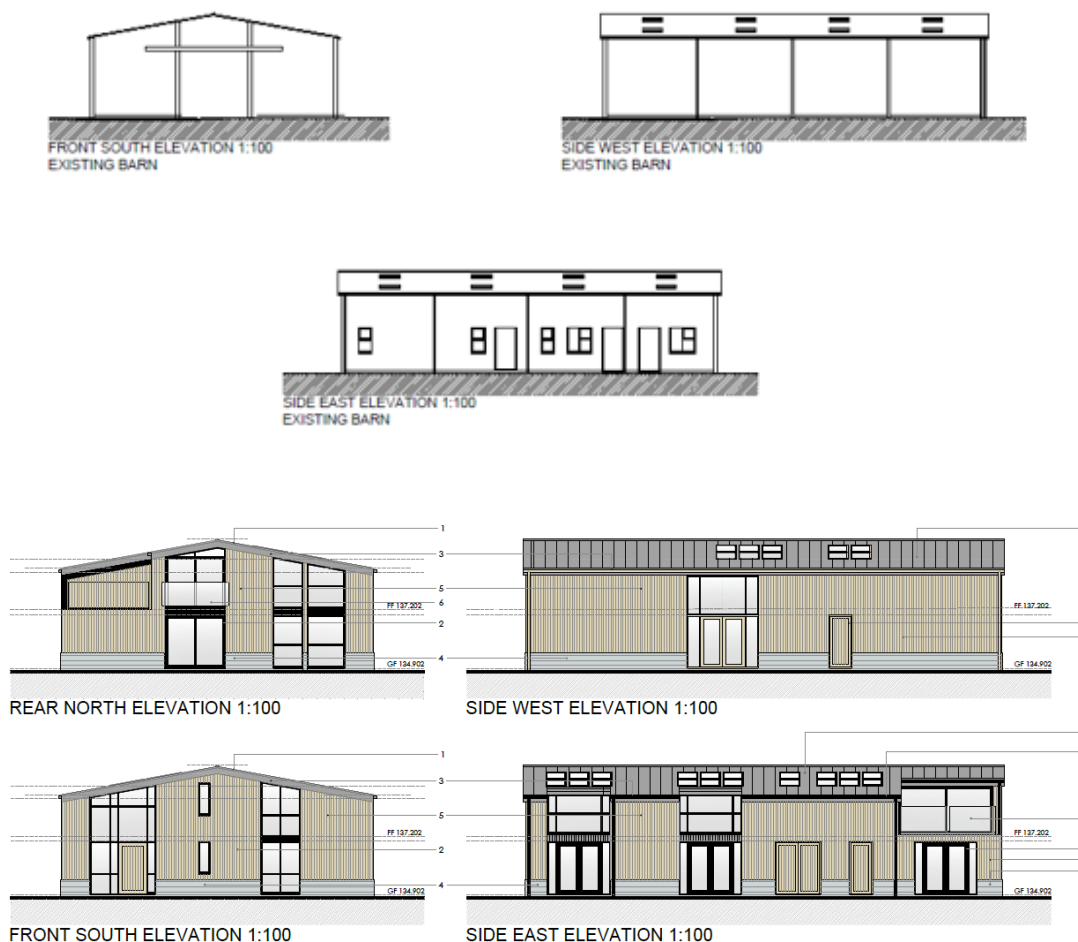 FRONT SOUTH ELEVATION 1:100
EXISTING BARN
SIDE WEST ELEVATION 1:100
EXISTING BARN
SIDE EAST ELEVATION 1:100
EXISTING BARN
1
3
5
6
FF 137.202
2
4
GF 134.902
REAR NORTH ELEVATION 1:100
FF 137.202
GF 134.902
SIDE WEST ELEVATION 1:100
1
3
5
FF 137.202
2
4
GF 134.902
FRONT SOUTH ELEVATION 1:100
FF 137.202
GF 134.902
SIDE EAST ELEVATION 1:100